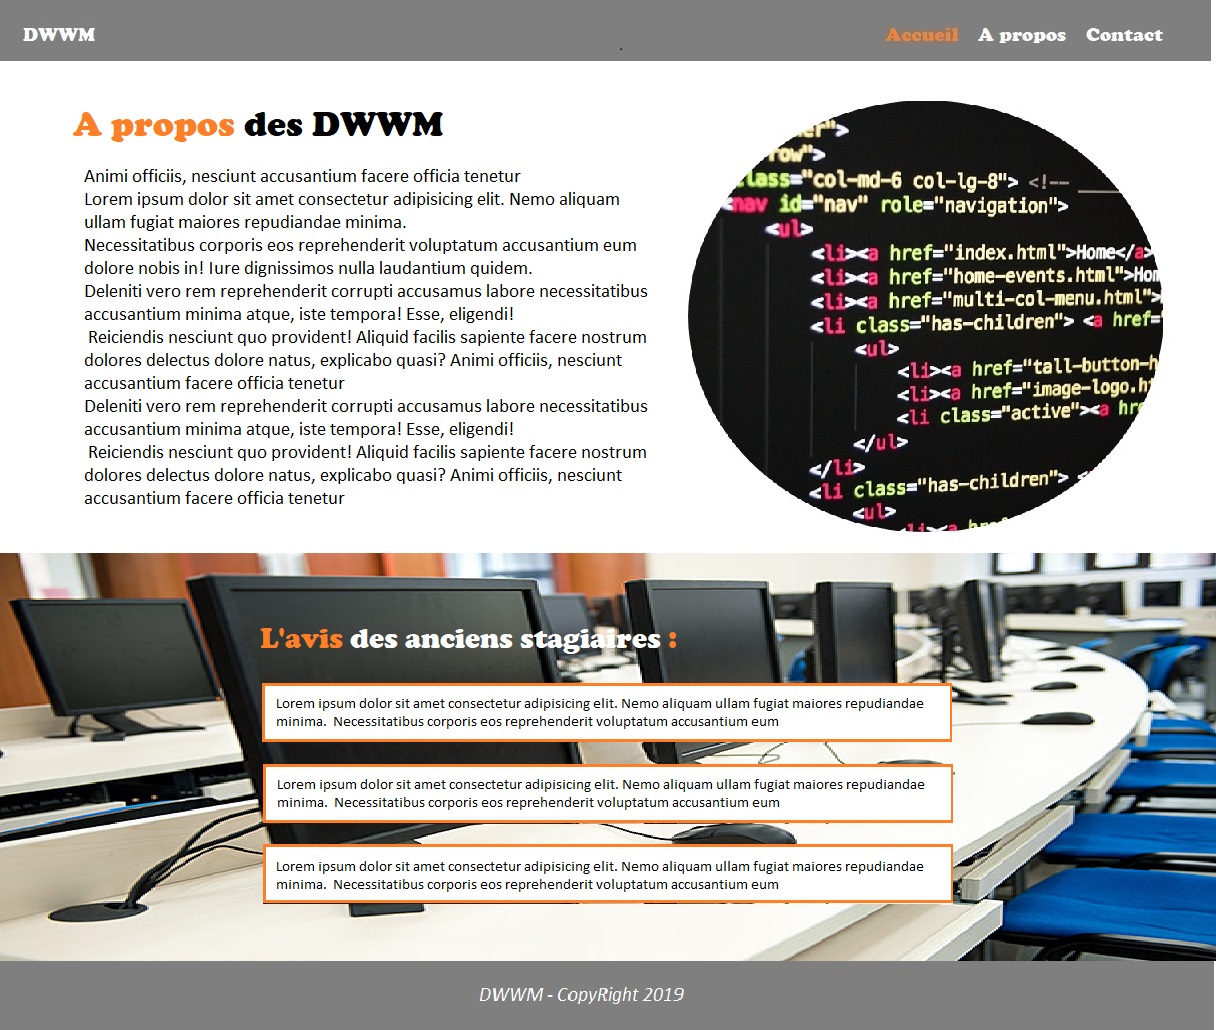 DWWM
Accueil A propos Contact
A propos des DWWM
Animi officiis, nesciunt accusantium facere officia tenetur
Lorem ipsum dolor sit amet consectetur adipisicing elit. Nemo aliquam
ullam fugiat maiores repudiandae minima.
Necessitatibus corporis eos reprehenderit voluptatum accusantium eum
dolore nobis in! Iure dignissimos nulla laudantium quidem.
Deleniti vero rem reprehenderit corrupti accusamus labore necessitatibus
accusantium minima atque, iste tempora! Esse, eligendi!
Reiciendis nesciunt quo provident! Aliquid facilis sapiente facere nostrum
dolores delectus dolore natus, explicabo quasi? Animi officiis, nesciunt
accusantium facere officia tenetur
Deleniti vero rem reprehenderit corrupti accusamus labore necessitatibus
accusantium minima atque, iste tempora! Esse, eligendi!
Reiciendis nesciunt quo provident! Aliquid facilis sapiente facere nostrum
dolores delectus dolore natus, explicabo quasi? Animi officiis, nesciunt
accusantium facere officia tenetur
row">
class="col-md-6 col-lg-8"> <!--
<nav id="nav" role="navigation">
<ul>
<li><a href="index.html">Home</a>
<li><a href="home-events.html">Hom
<li><a href="multi-col-menu.html">
<li class="has-children"> <a href="
<ul>
<li><a href="tall-button-h
<li><a href="image-logo.ht
<li class="active"><a hr
</ul>
</li>
<li class="has-children">
<ul>
<li><a href
L'avis des anciens stagiaires :
Lorem ipsum dolor sit amet consectetur adipisicing elit. Nemo aliquam ullam fugiat maiores repudiandae
minima. Necessitatibus corporis eos reprehenderit voluptatum accusantium eum
Lorem ipsum dolor sit amet consectetur adipisicing elit. Nemo aliquam ullam fugiat maiores repudiandae
minima. Necessitatibus corporis eos reprehenderit voluptatum accusantium eum
Lorem ipsum dolor sit amet consectetur adipisicing elit. Nemo aliquam ullam fugiat maiores repudiandae
minima. Necessitatibus corporis eos reprehenderit voluptatum accusantium eum
DWWM - CopyRight 2019